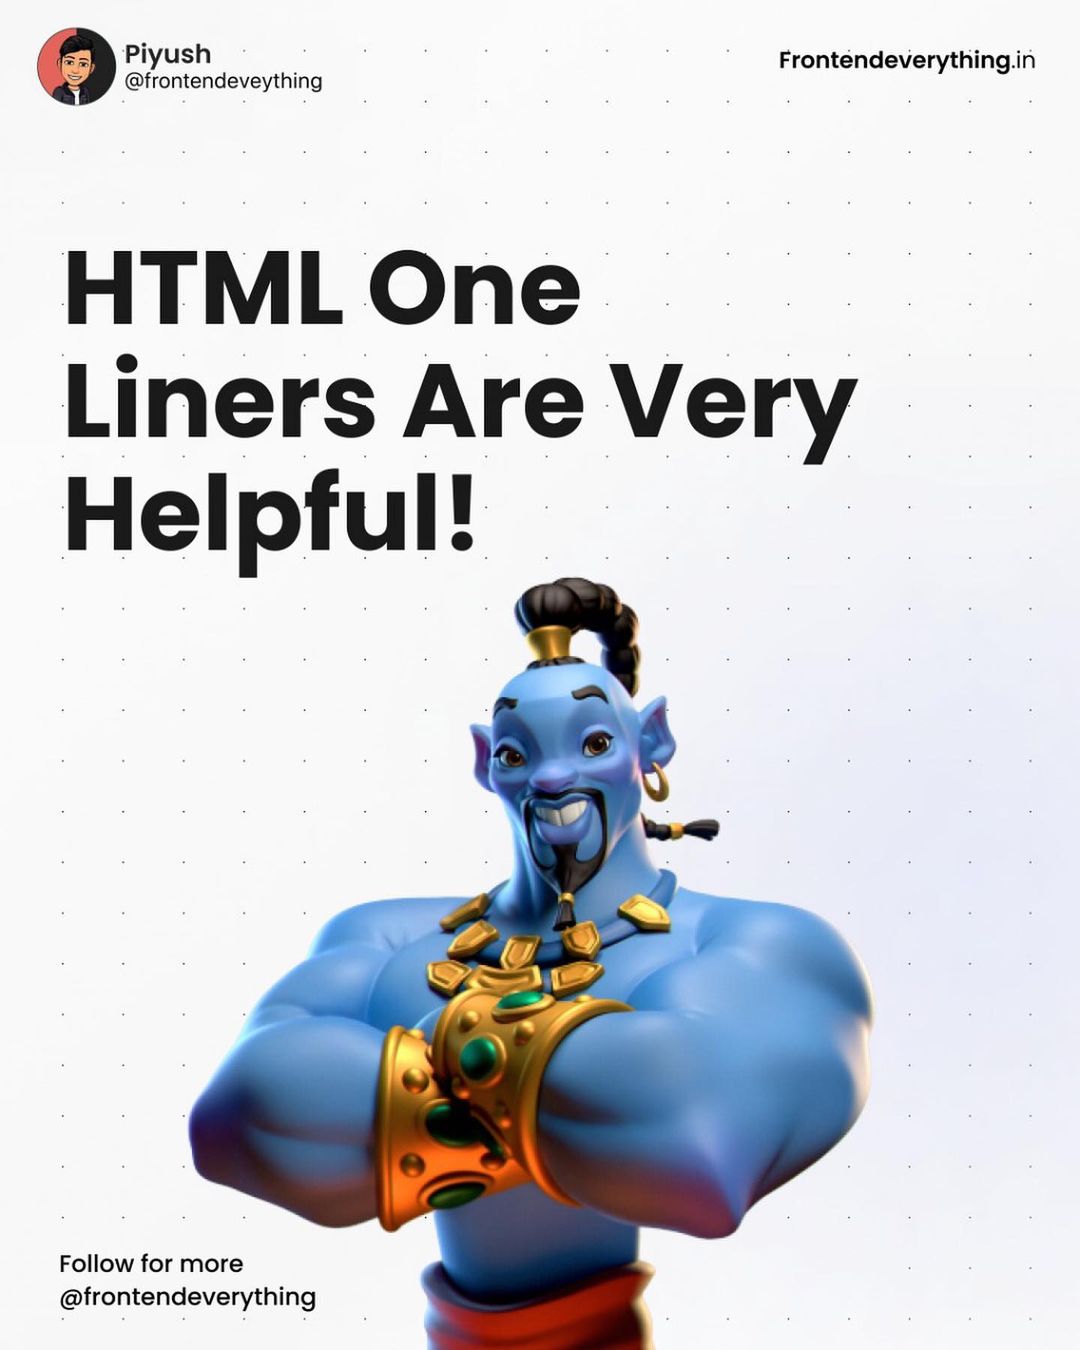 Piyush
@frontendeveything
Frontendeverything.in
HTML One
Liners Are Very
Helpful!
Follow for more
@frontendeverything